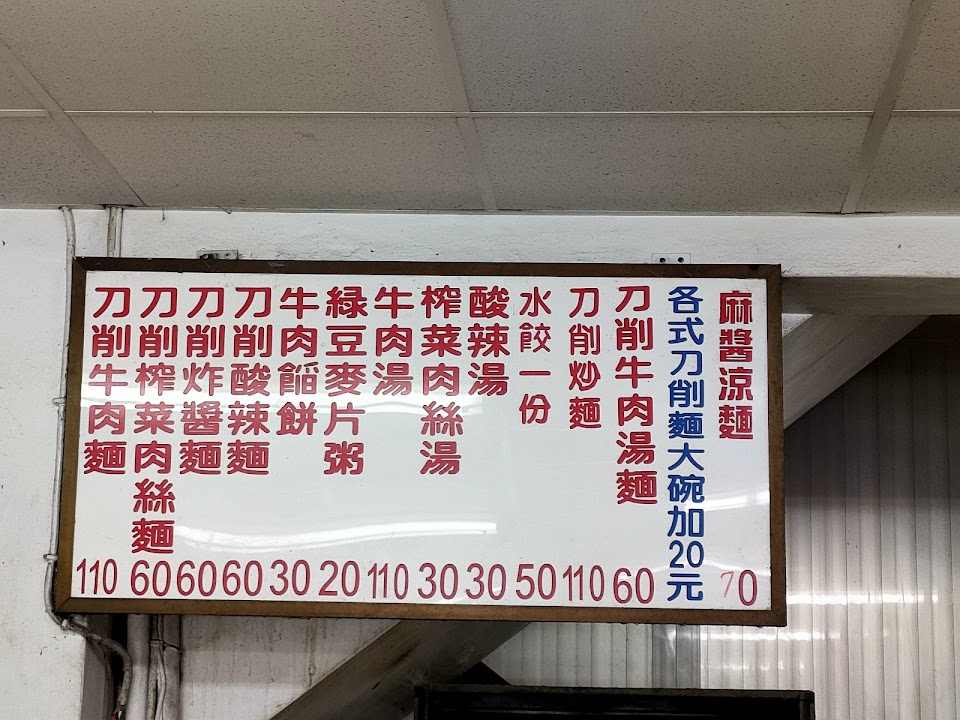 麻醬涼麵 70
各式刀削麵大碗加20元
刀削牛肉湯麵 60
刀削炒麵 110
水餃一份 50
酸辣湯 30
榨菜肉絲湯 30
牛肉湯 110
綠豆麥片粥 20
牛肉餡餅 30
刀削酸辣麵 60
刀削炸醬麵 60
刀削榨菜肉絲麵 60
刀削牛肉麵 110